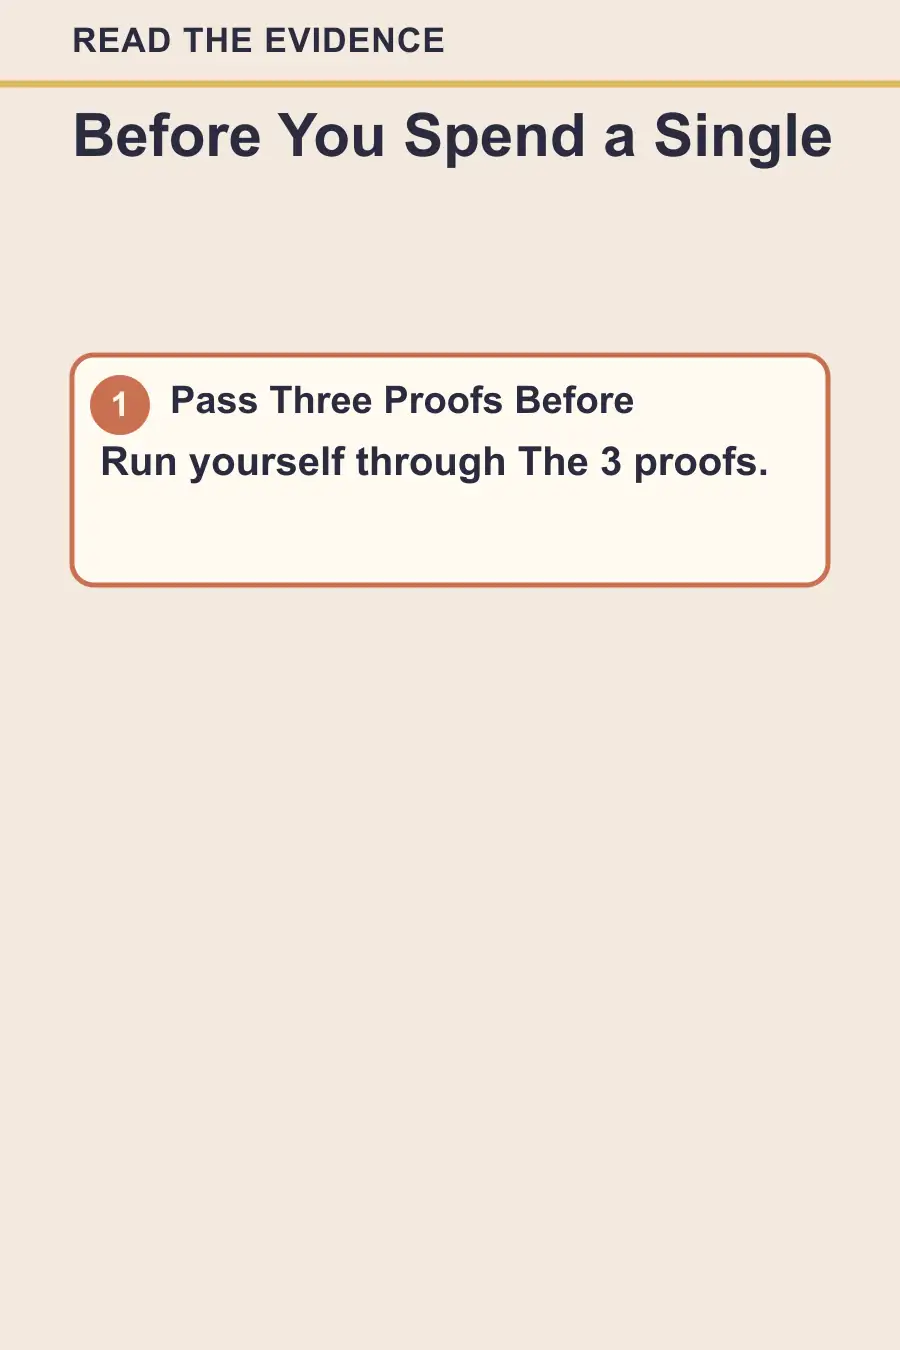 READ THE EVIDENCE
Before You Spend a Single
1 Pass Three Proofs Before
Run yourself through The 3 proofs.